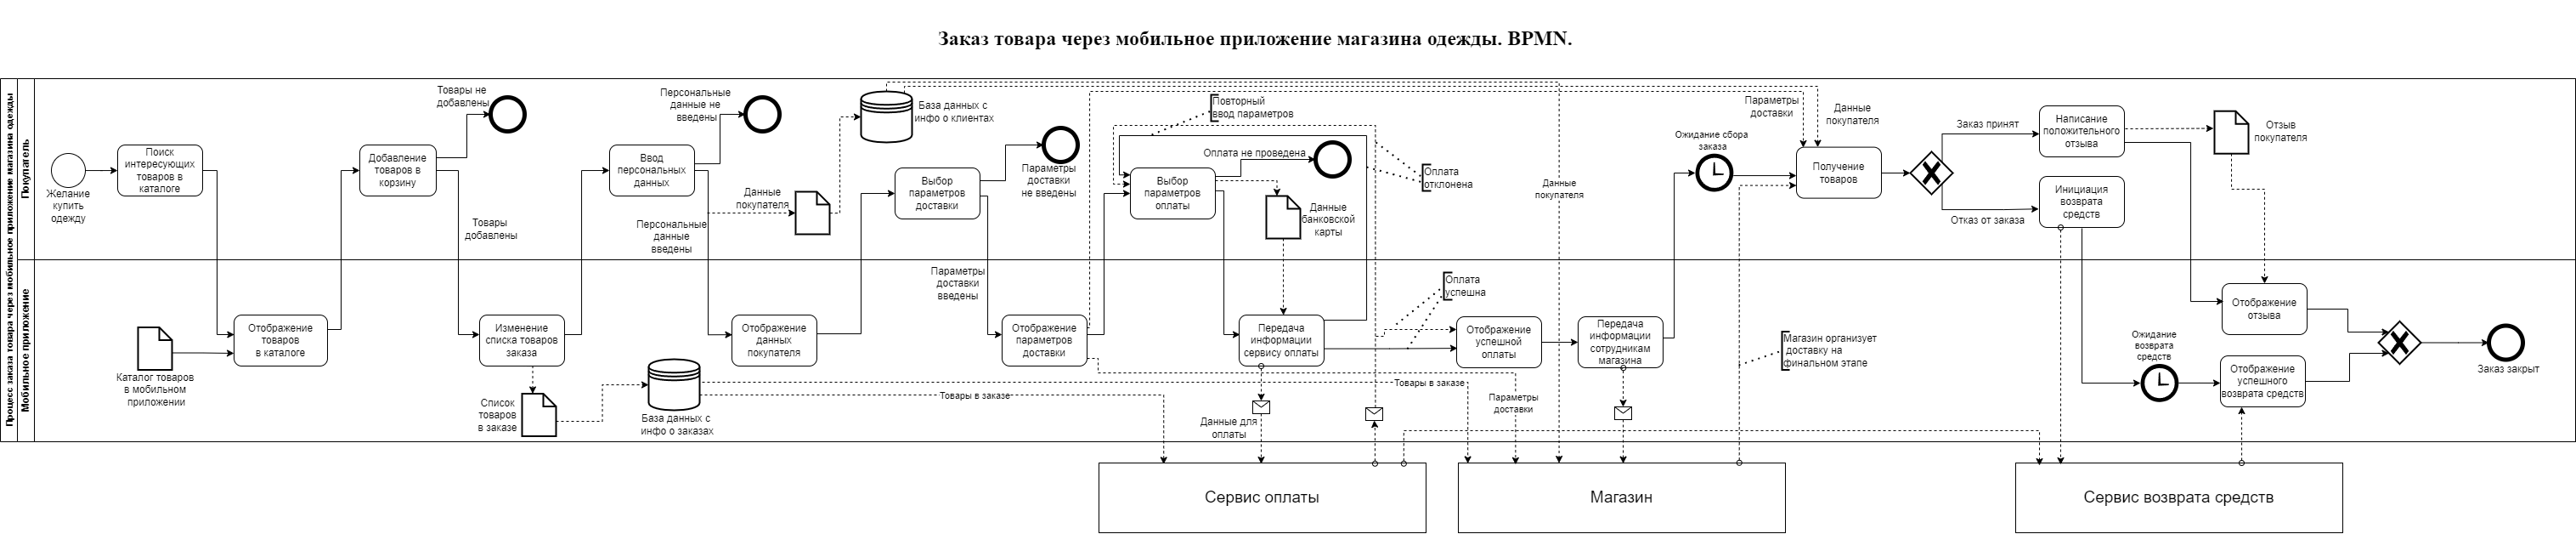 Заказ товара через мобильное приложение магазина одежды. BPMN.
Процесс заказа товара через мобильное приложение магазина одежды
Покупатель
Желание
купить
одежду
Поиск
интересующих
товаров в
каталоге
Добавление
товаров в
корзину
Товары не
добавлены
Товары
добавлены
Ввод
персональных
данных
Персональные
данные не
введены
Персональные
данные
введены
Данные
покупателя
База данных с
инфо о клиентах
Выбор
параметров
доставки
Параметры
доставки
не введены
Повторный
ввод параметров
Выбор
параметров
оплаты
Оплата не проведена
Данные
банковской
карты
Оплата
отклонена
Данные
покупателя
Ожидание сбора
заказа
Параметры
доставки
Данные
покупателя
Получение
товаров
Заказ принят
Отказ от заказа
Написание
положительного
отзыва
Инициация
возврата
средств
Отзыв
покупателя
Мобильное приложение
Каталог товаров
в мобильном
приложении
Отображение
товаров
в каталоге
Изменение
списка товаров
заказа
Список
товаров
в заказе
База данных с
инфо о заказах
Отображение
данных
покупателя
Параметры
доставки
введены
Отображение
параметров
доставки
Товары в заказе
Товары в заказе
Передача
информации
сервису оплаты
Данные для
оплаты
Оплата
успешна
Отображение
успешной
оплаты
Параметры
доставки
Передача
информации
сотрудникам
магазина
Магазин организует
доставку на
финальном этапе
Ожидание
возврата
средств
Отображение
отзыва
Отображение
успешного
возврата средств
Заказ закрыт
Сервис оплаты
Магазин
Сервис возврата средств